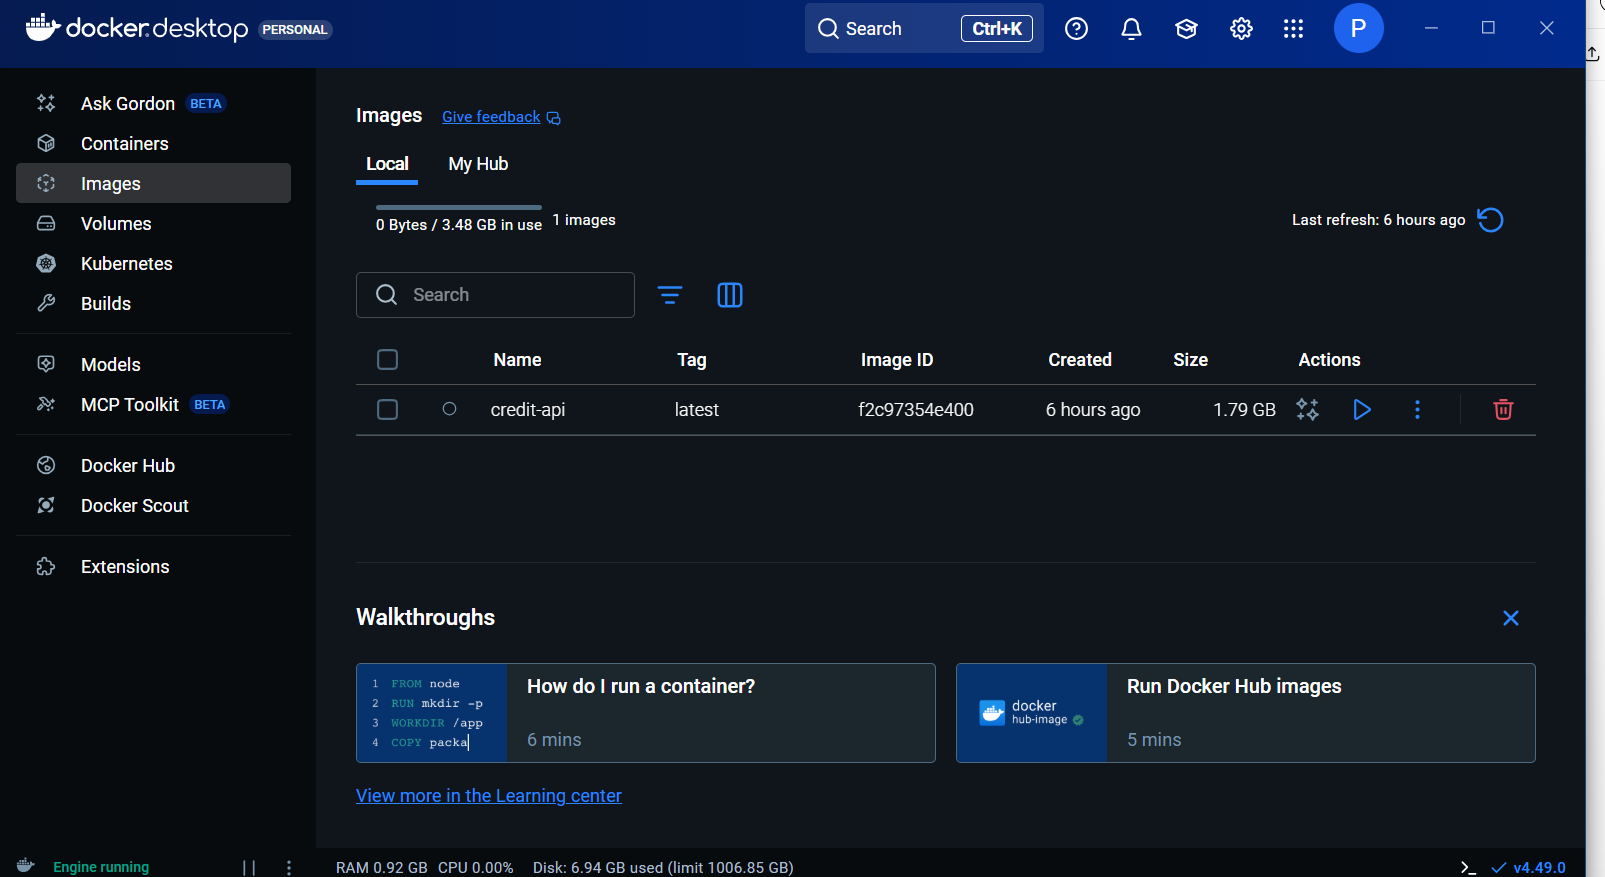 docker.desktop PERSONAL
Search Ctrl+K
P
Ask Gordon BETA
Containers
Images
Volumes
Kubernetes
Builds
Models
MCP Toolkit BETA
Docker Hub
Docker Scout
Extensions
Images Give feedback
Local My Hub
0 Bytes / 3.48 GB in use 1 images
Last refresh: 6 hours ago
Search
Name Tag Image ID Created Size Actions
credit-api latest f2c97354e400 6 hours ago 1.79 GB
Walkthroughs
1 FROM node
2 RUN mkdir -p
3 WORKDIR /app
4 COPY packa
How do I run a container?
6 mins
docker
hub-image
Run Docker Hub images
5 mins
View more in the Learning center
Engine running
RAM 0.92 GB CPU 0.00% Disk: 6.94 GB used (limit 1006.85 GB)
v4.49.0